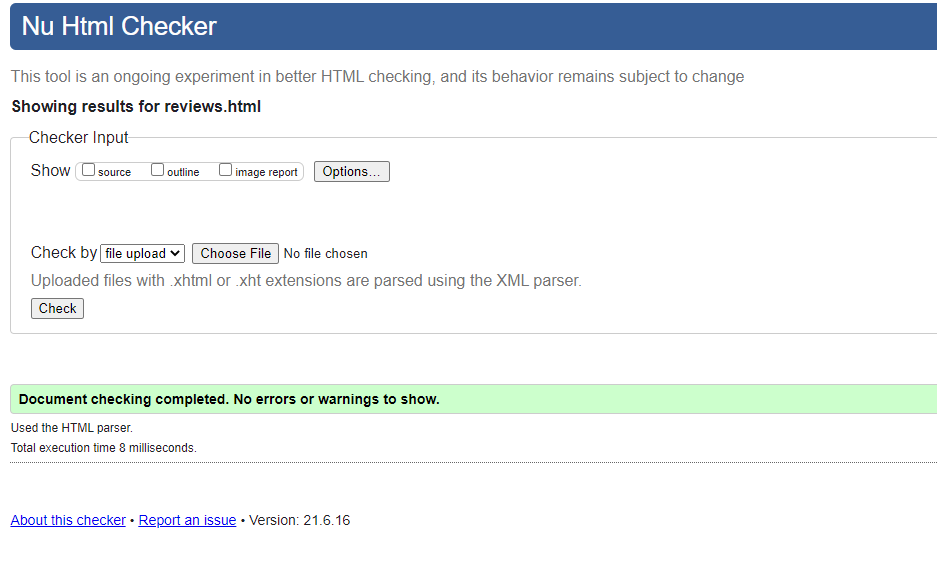 Nu Html Checker
This tool is an ongoing experiment in better HTML checking, and its behavior remains subject to change
Showing results for reviews.html
Checker Input
Show source outline image report Options...
Check by file upload Choose File No file chosen
Uploaded files with .xhtml or .xht extensions are parsed using the XML parser.
Check
Document checking completed. No errors or warnings to show.
Used the HTML parser.
Total execution time 8 milliseconds.
About this checker • Report an issue • Version: 21.6.16